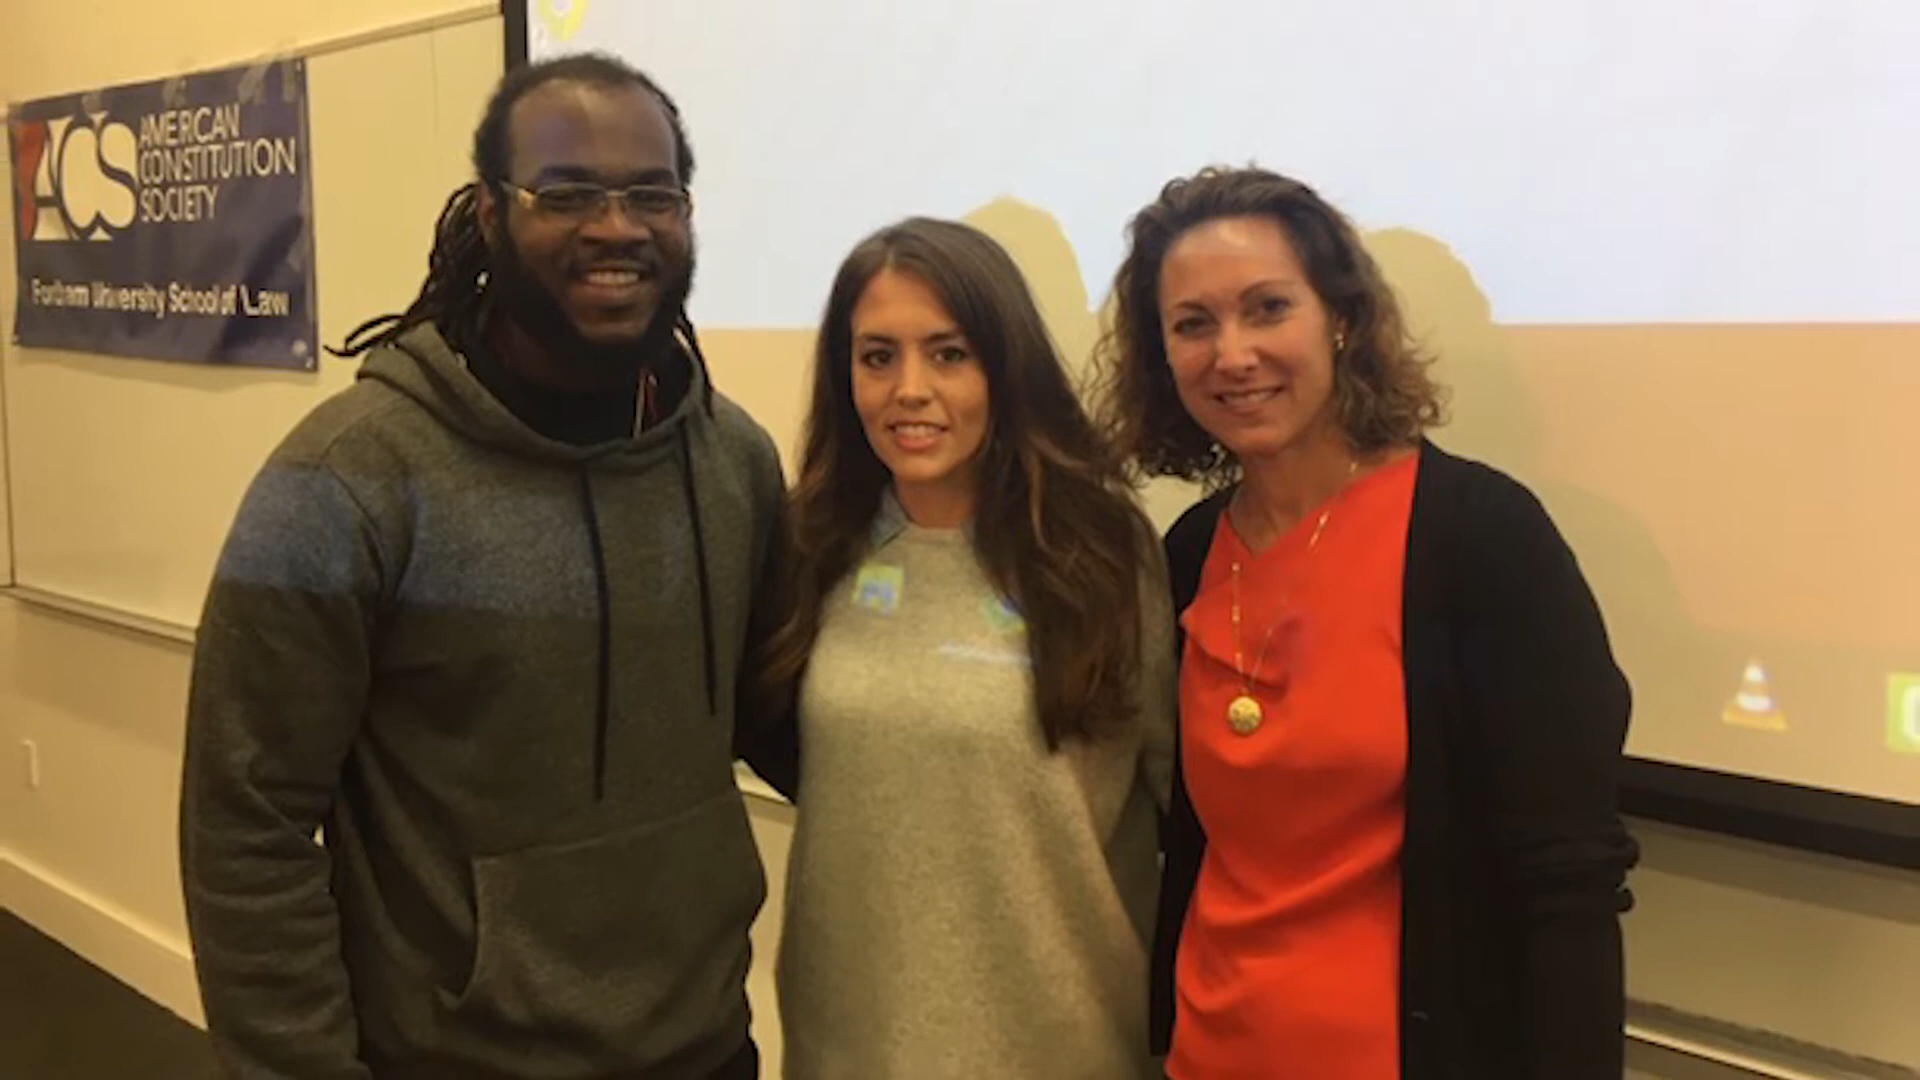 ACS
AMERICAN
CONSTITUTION
SOCIETY
Fordham University School of Law